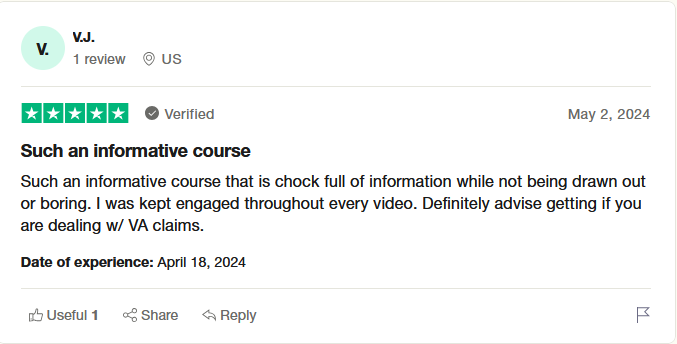 V.
V.J.
1 review US
Verified May 2, 2024
Such an informative course
Such an informative course that is chock full of information while not being drawn out
or boring. I was kept engaged throughout every video. Definitely advise getting if you
are dealing w/ VA claims.
Date of experience: April 18, 2024
Useful 1 Share Reply